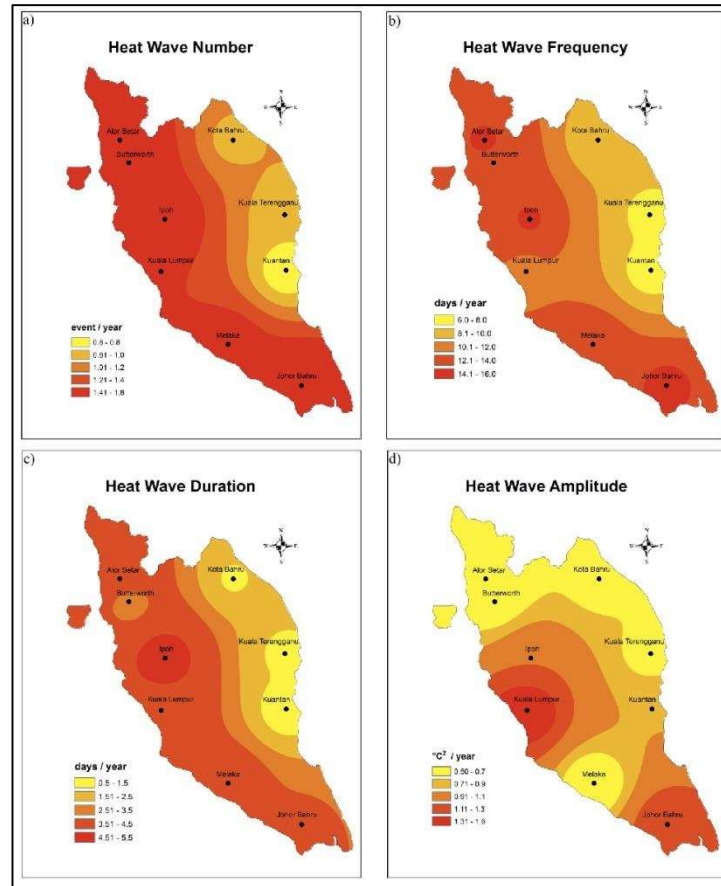 a)
Heat Wave Number
N
W E
S
Alor Setar
Kota Bahru
Butterworth
Kuala Terengganu
Ipoh
Kuala Lumpur
Kuantan
event / year
0.6 - 0.8
0.81 - 1.0
1.01 - 1.2
1.21 - 1.4
1.41 - 1.8
Melaka
Johor Bahru
b)
Heat Wave Frequency
N
W E
S
Alor Setar
Kota Bahru
Butterworth
Kuala Terengganu
Ipoh
Kuala Lumpur
Kuantan
days / year
6.0 - 8.0
8.1 - 10.0
10.1 - 12.0
12.1 - 14.0
14.1 - 16.0
Melaka
Johor Bahru
c)
Heat Wave Duration
N
W E
S
Alor Setar
Kota Bahru
Butterworth
Kuala Terengganu
Ipoh
Kuala Lumpur
Kuantan
days / year
0.5 - 1.5
1.51 - 2.5
2.51 - 3.5
3.51 - 4.5
4.51 - 5.5
Melaka
Johor Bahru
d)
Heat Wave Amplitude
N
W E
S
Alor Setar
Kota Bahru
Butterworth
Kuala Terengganu
Ipoh
Kuala Lumpur
Kuantan
°C² / year
0.50 - 0.7
0.71 - 0.9
0.91 - 1.1
1.11 - 1.3
1.31 - 1.6
Melaka
Johor Bahru